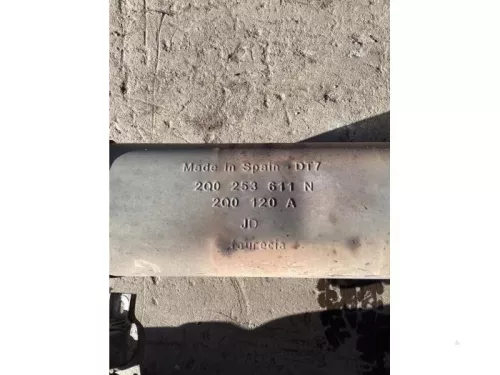 Made in Spain - DT7
2Q0 253 611 N
2Q0 120 A
JO
faurecia